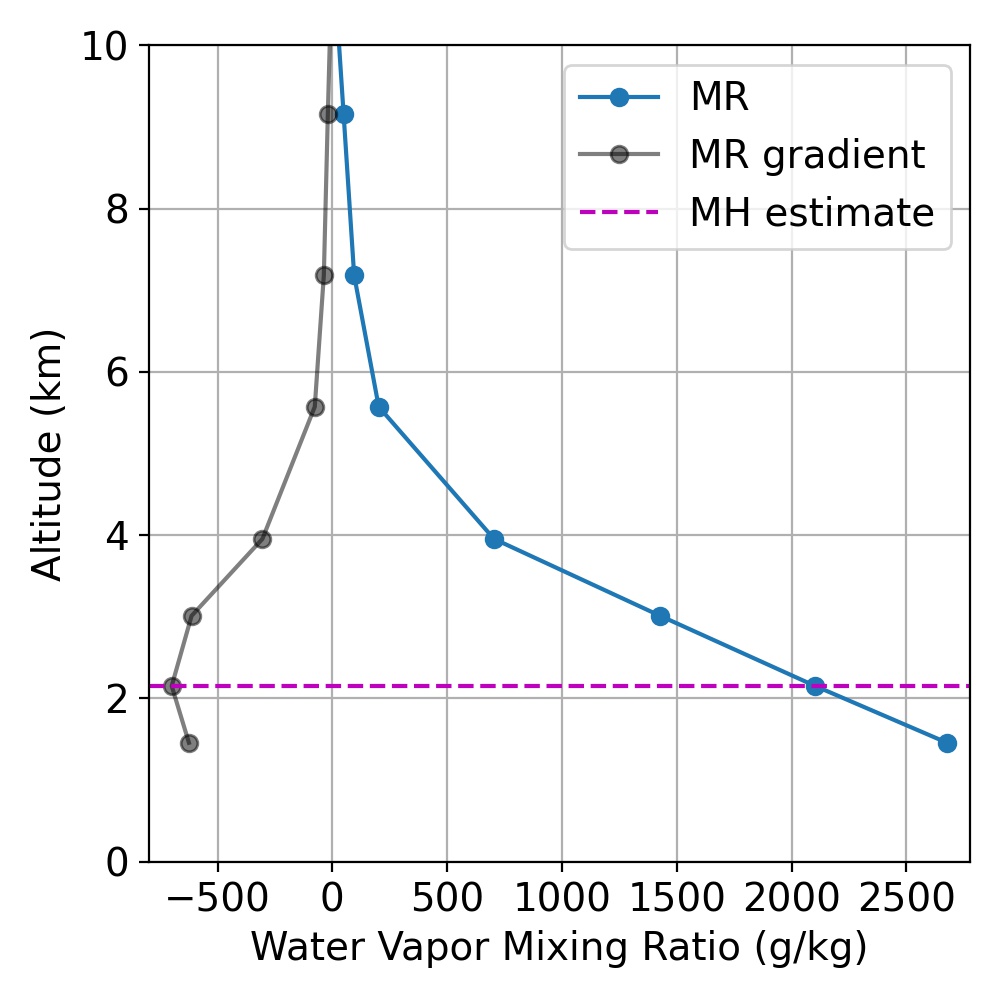 10
8
6
4
2
0
Altitude (km)
MR
MR gradient
MH estimate
−500 0 500 1000 1500 2000 2500
Water Vapor Mixing Ratio (g/kg)